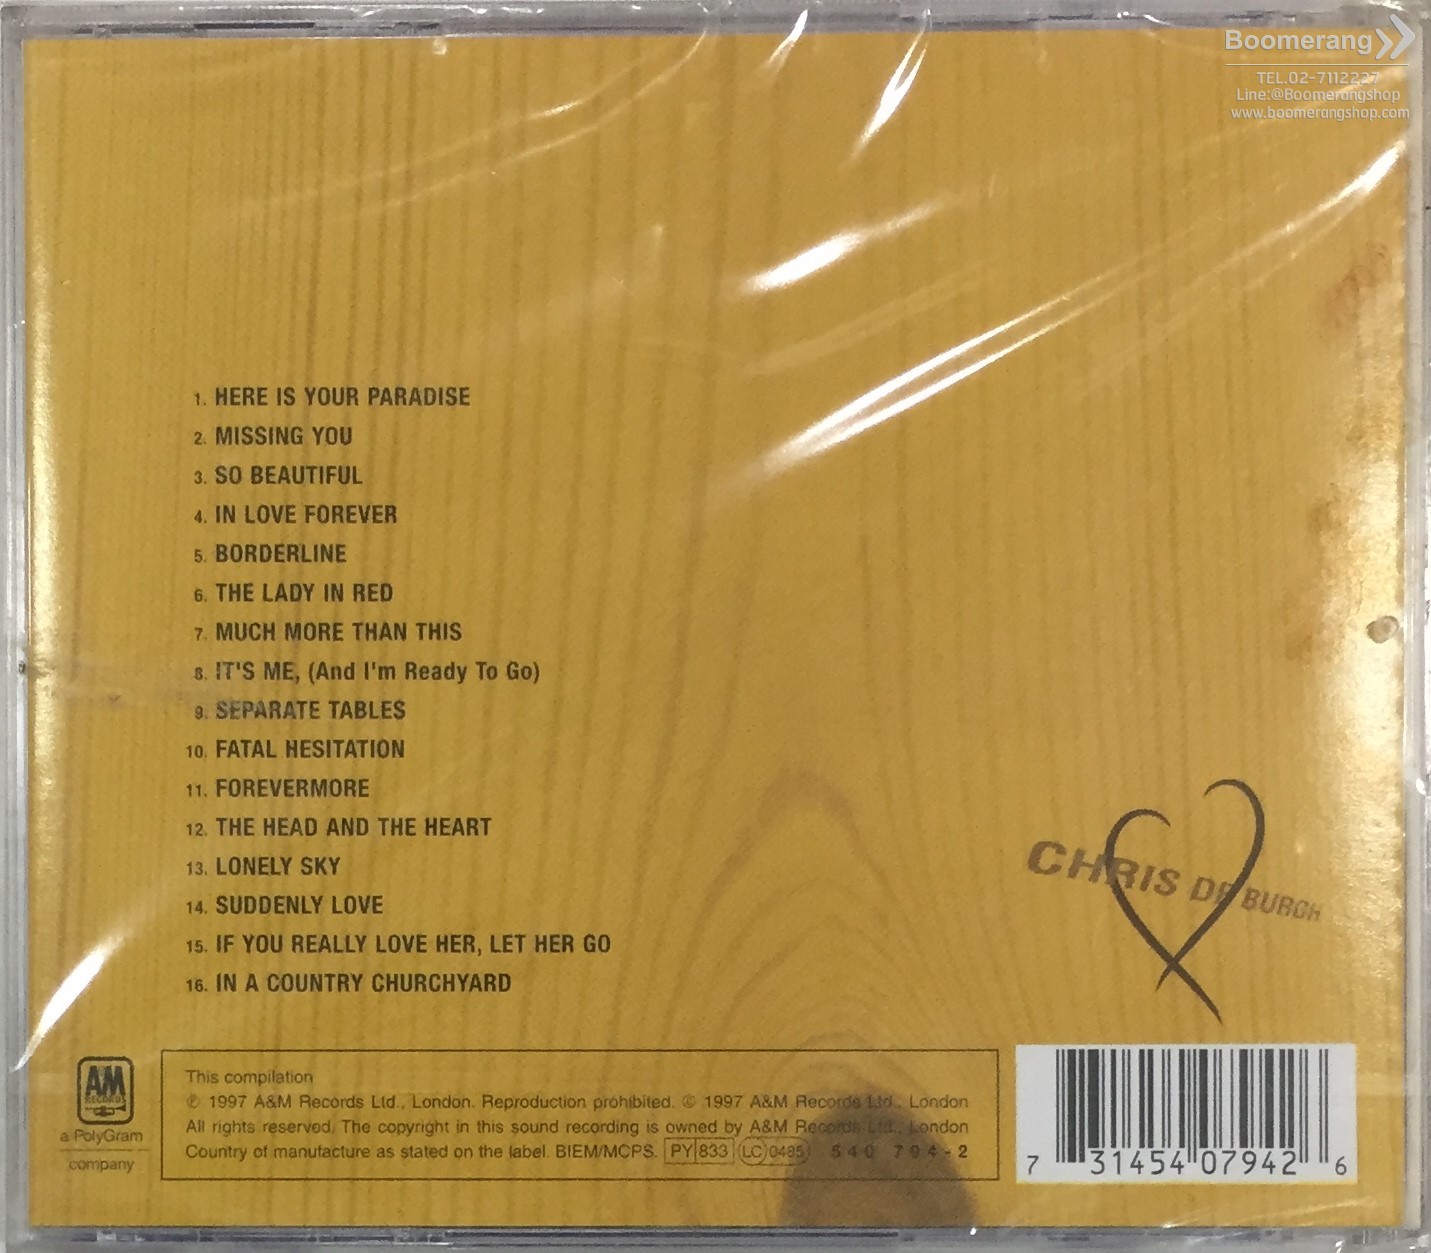 Boomerang
TEL.02-7112227
Line:@Boomerangshop
www.boomerangshop.com
1. HERE IS YOUR PARADISE
2. MISSING YOU
3. SO BEAUTIFUL
4. IN LOVE FOREVER
5. BORDERLINE
6. THE LADY IN RED
7. MUCH MORE THAN THIS
8. IT'S ME, (And I'm Ready To Go)
9. SEPARATE TABLES
10. FATAL HESITATION
11. FOREVERMORE
12. THE HEAD AND THE HEART
13. LONELY SKY
14. SUDDENLY LOVE
15. IF YOU REALLY LOVE HER, LET HER GO
16. IN A COUNTRY CHURCHYARD
CHRIS DE BURGH
AM
RECORDS
a PolyGram
company
This compilation
℗ 1997 A&M Records Ltd., London. Reproduction prohibited. © 1997 A&M Records Ltd., London
All rights reserved. The copyright in this sound recording is owned by A&M Records Ltd., London
Country of manufacture as stated on the label. BIEM/MCPS. PY 833 LC 0485 540 794-2
7 31454 07942 6